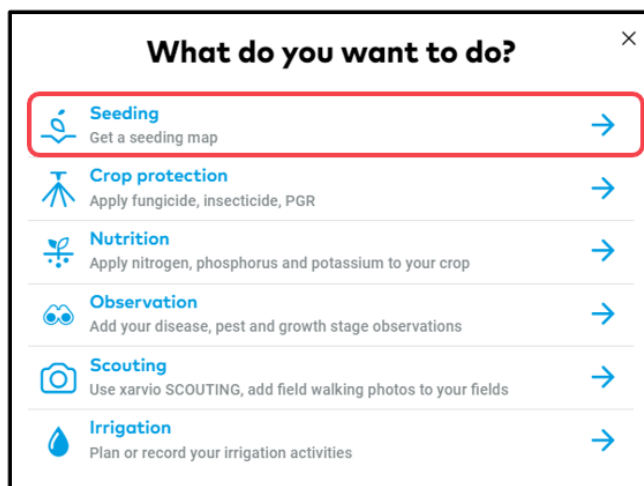 What do you want to do?
Seeding
Get a seeding map
Crop protection
Apply fungicide, insecticide, PGR
Nutrition
Apply nitrogen, phosphorus and potassium to your crop
Observation
Add your disease, pest and growth stage observations
Scouting
Use xarvio SCOUTING, add field walking photos to your fields
Irrigation
Plan or record your irrigation activities